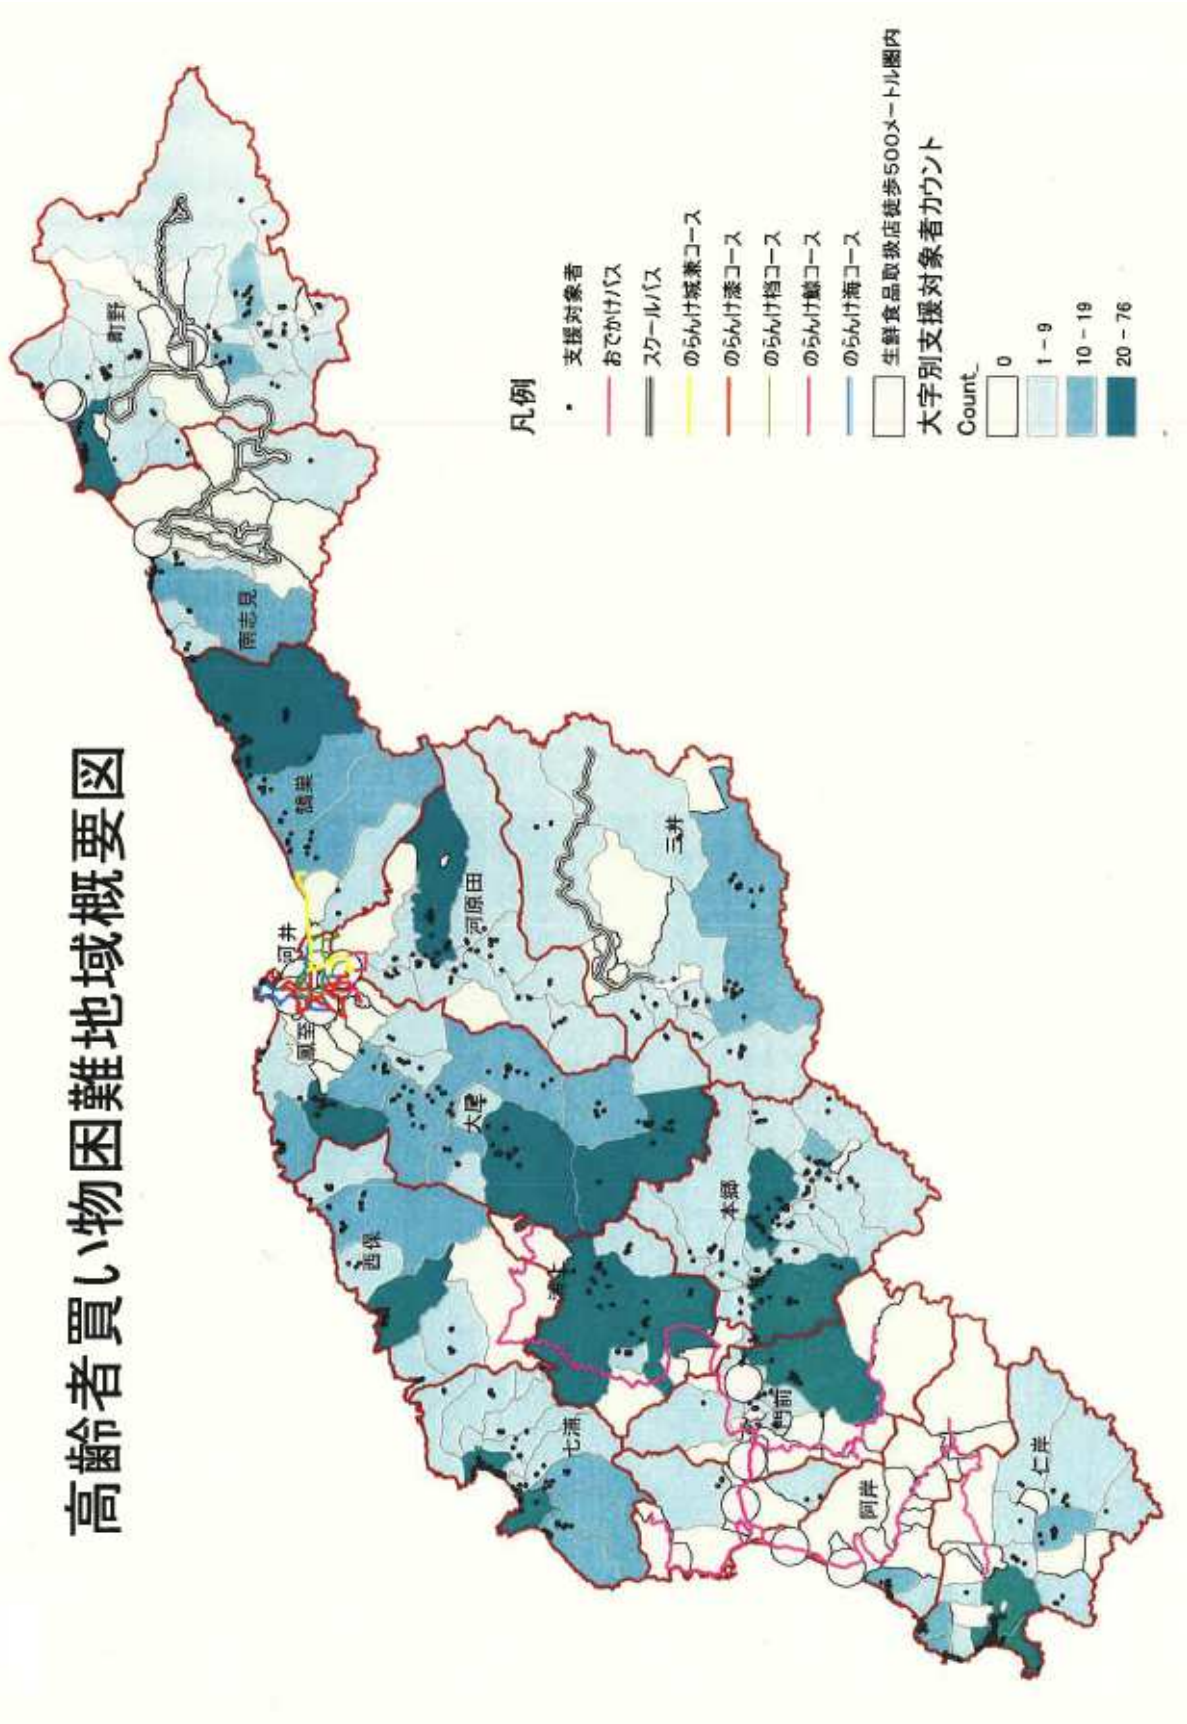 高齢者買い物困難地域概要図
町野
南志見
鵠巣
河井
鳳至
河原田
三井
大屋
西保
本郷
七浦
門前
阿岸
仁岸
凡例
支援対象者
おでかけバス
スクールバス
のらんけ城兼コース
のらんけ漆コース
のらんけ档コース
のらんけ鯨コース
のらんけ海コース
生鮮食品取扱店徒歩500メートル圏内
大字別支援対象者カウント
Count_
0
1 - 9
10 - 19
20 - 76